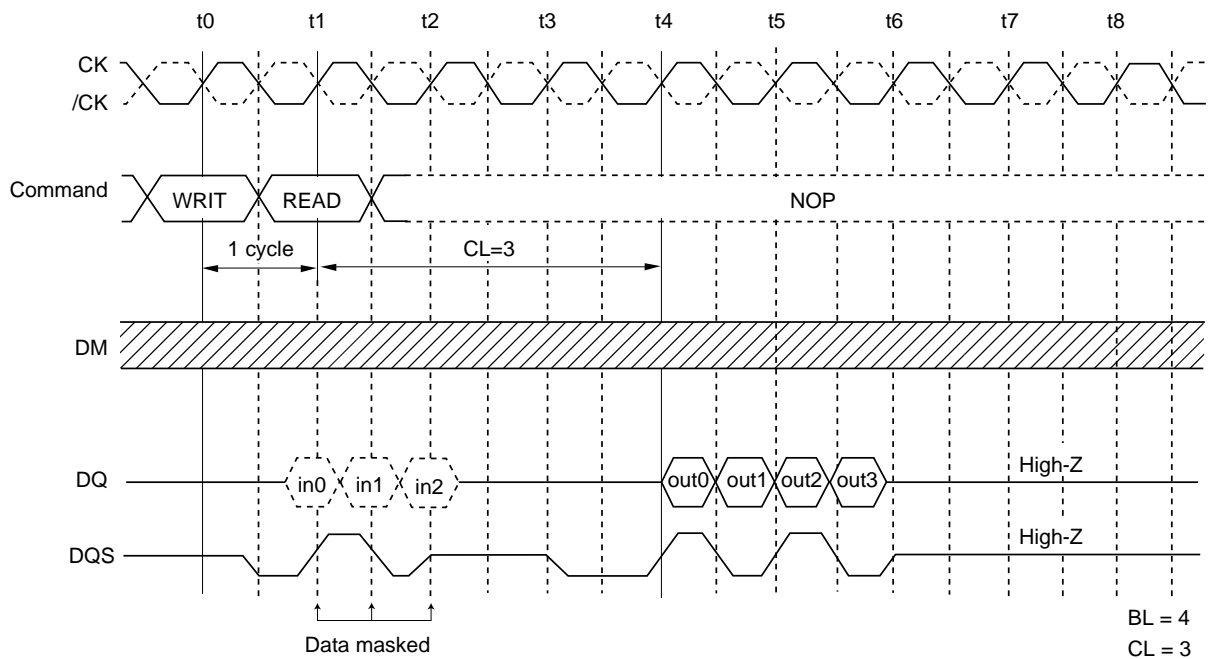 t0 t1 t2 t3 t4 t5 t6 t7 t8
CK
/CK
Command WRIT READ NOP
1 cycle CL=3
DM
DQ in0 in1 in2 out0 out1 out2 out3 High-Z
DQS High-Z
Data masked
BL = 4
CL = 3